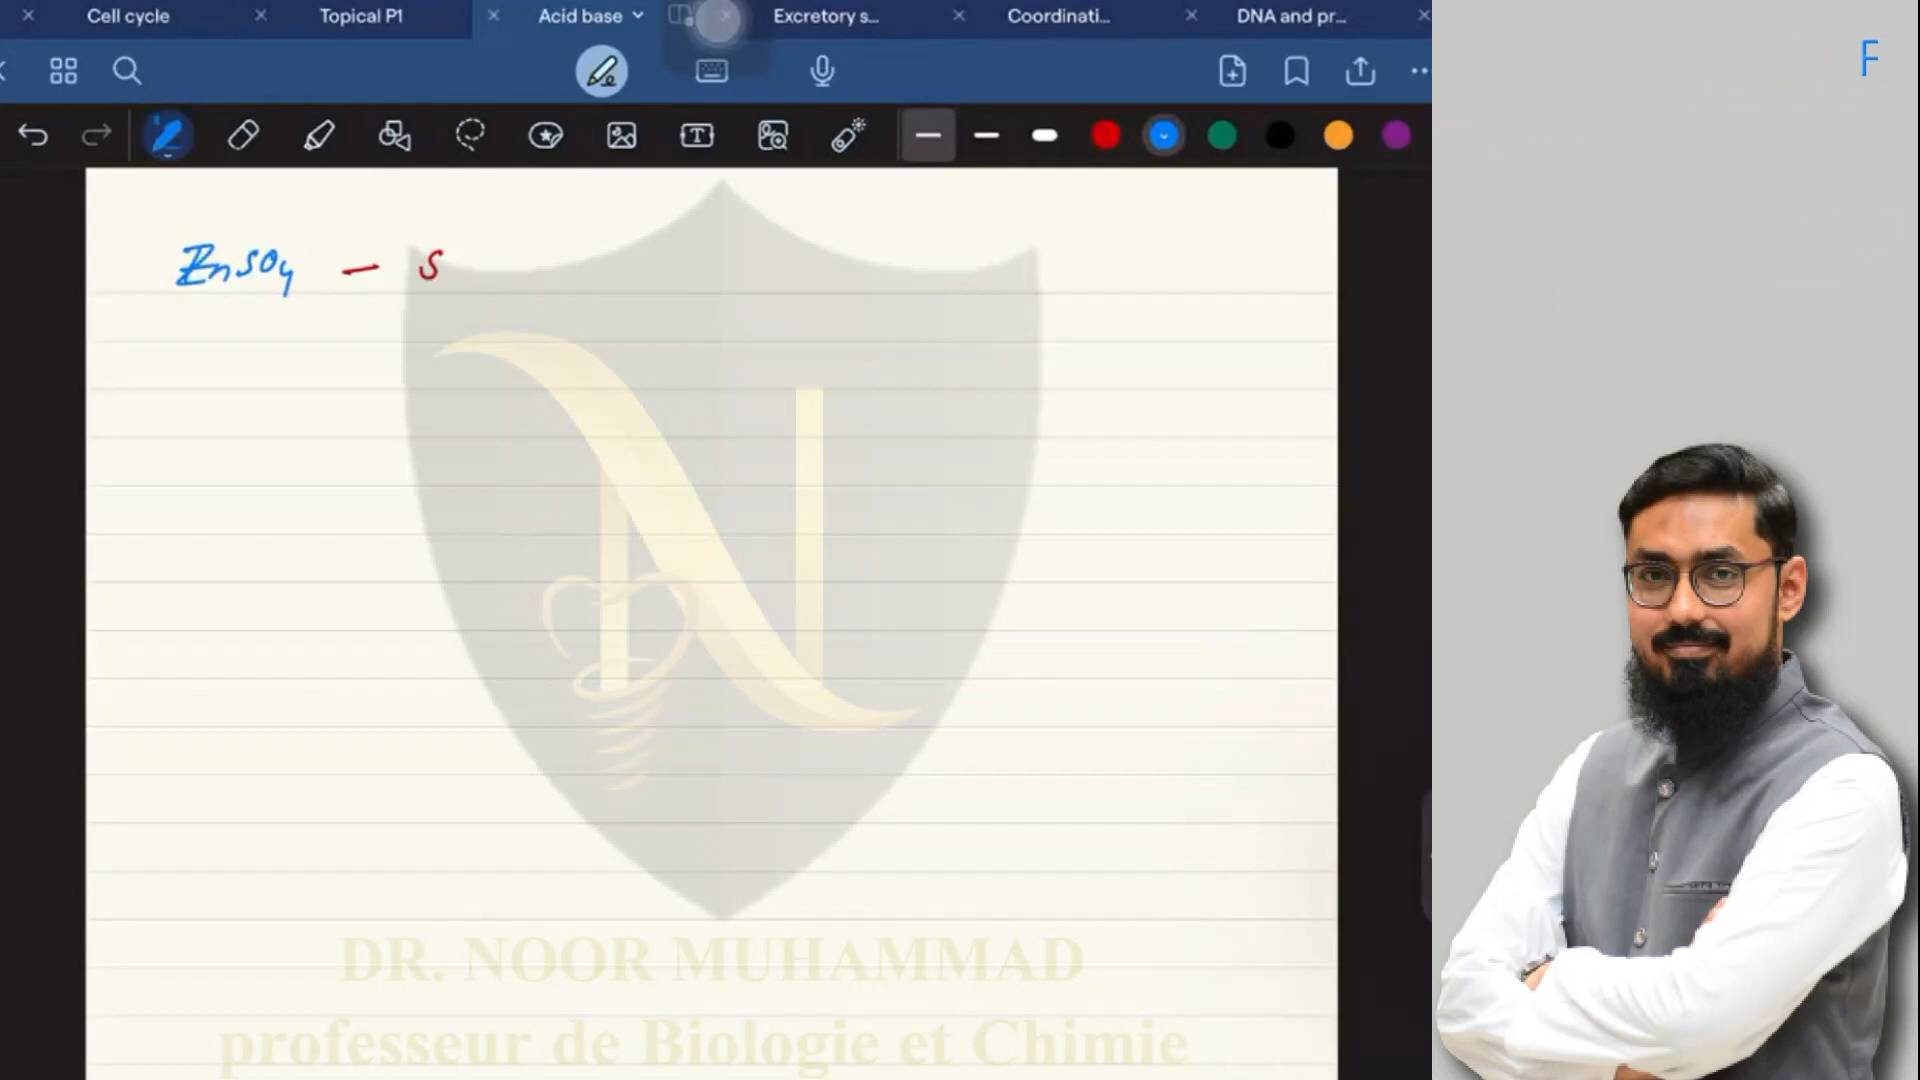 Cell cycle Topical P1 Acid base Excretory s... Coordinati... DNA and pr...
F
ZnSO4 — S
DR. NOOR MUHAMMAD
professeur de Biologie et Chimie